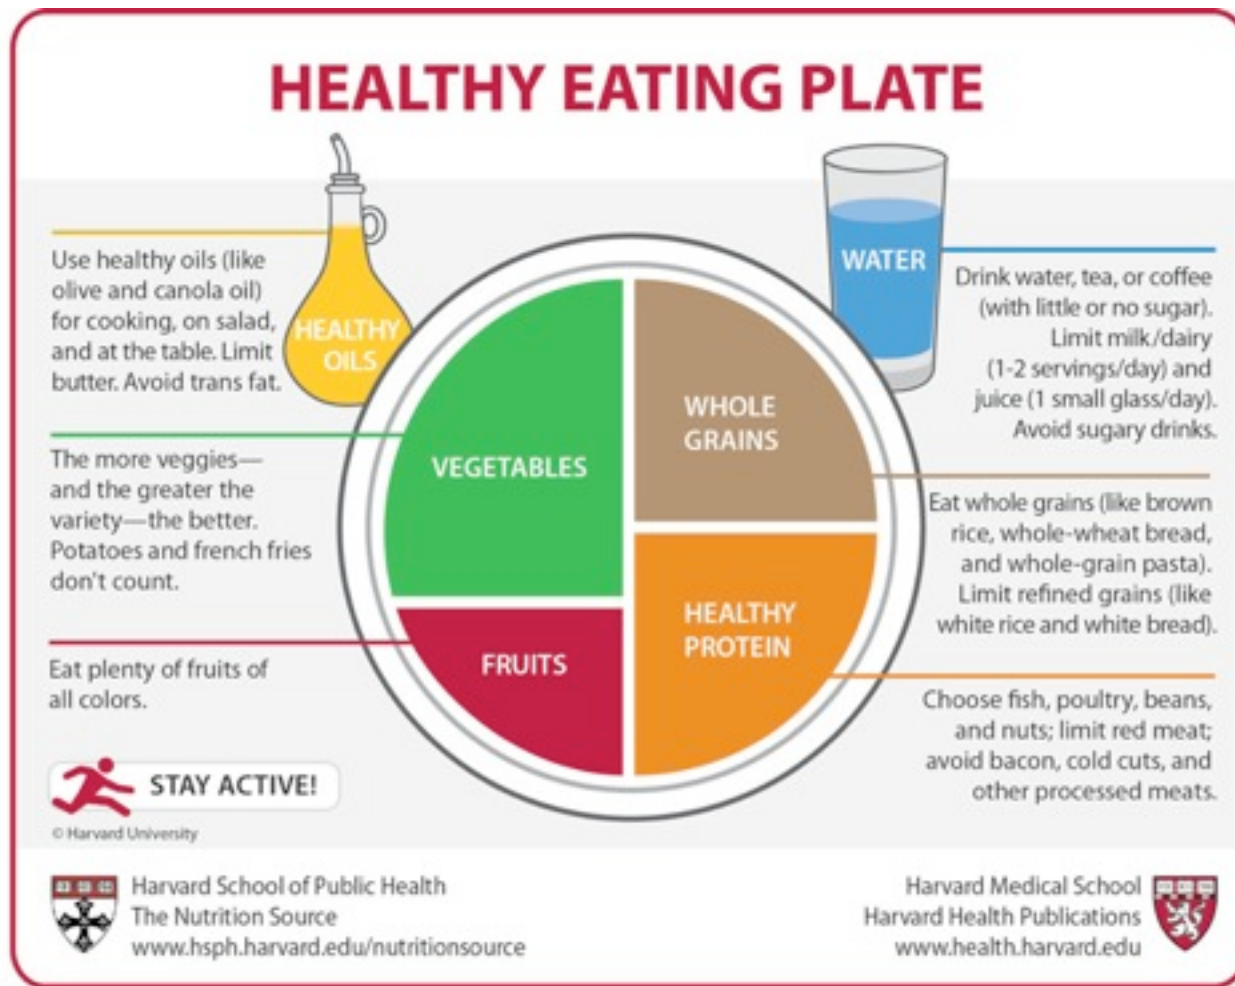 HEALTHY EATING PLATE
Use healthy oils (like
olive and canola oil)
for cooking, on salad,
and at the table. Limit
butter. Avoid trans fat.
HEALTHY
OILS
The more veggies—
and the greater the
variety—the better.
Potatoes and french fries
don't count.
Eat plenty of fruits of
all colors.
VEGETABLES
FRUITS
WHOLE
GRAINS
HEALTHY
PROTEIN
WATER
Drink water, tea, or coffee
(with little or no sugar).
Limit milk/dairy
(1-2 servings/day) and
juice (1 small glass/day).
Avoid sugary drinks.
Eat whole grains (like brown
rice, whole-wheat bread,
and whole-grain pasta).
Limit refined grains (like
white rice and white bread).
Choose fish, poultry, beans,
and nuts; limit red meat;
avoid bacon, cold cuts, and
other processed meats.
STAY ACTIVE!
© Harvard University
Harvard School of Public Health
The Nutrition Source
www.hsph.harvard.edu/nutritionsource
Harvard Medical School
Harvard Health Publications
www.health.harvard.edu